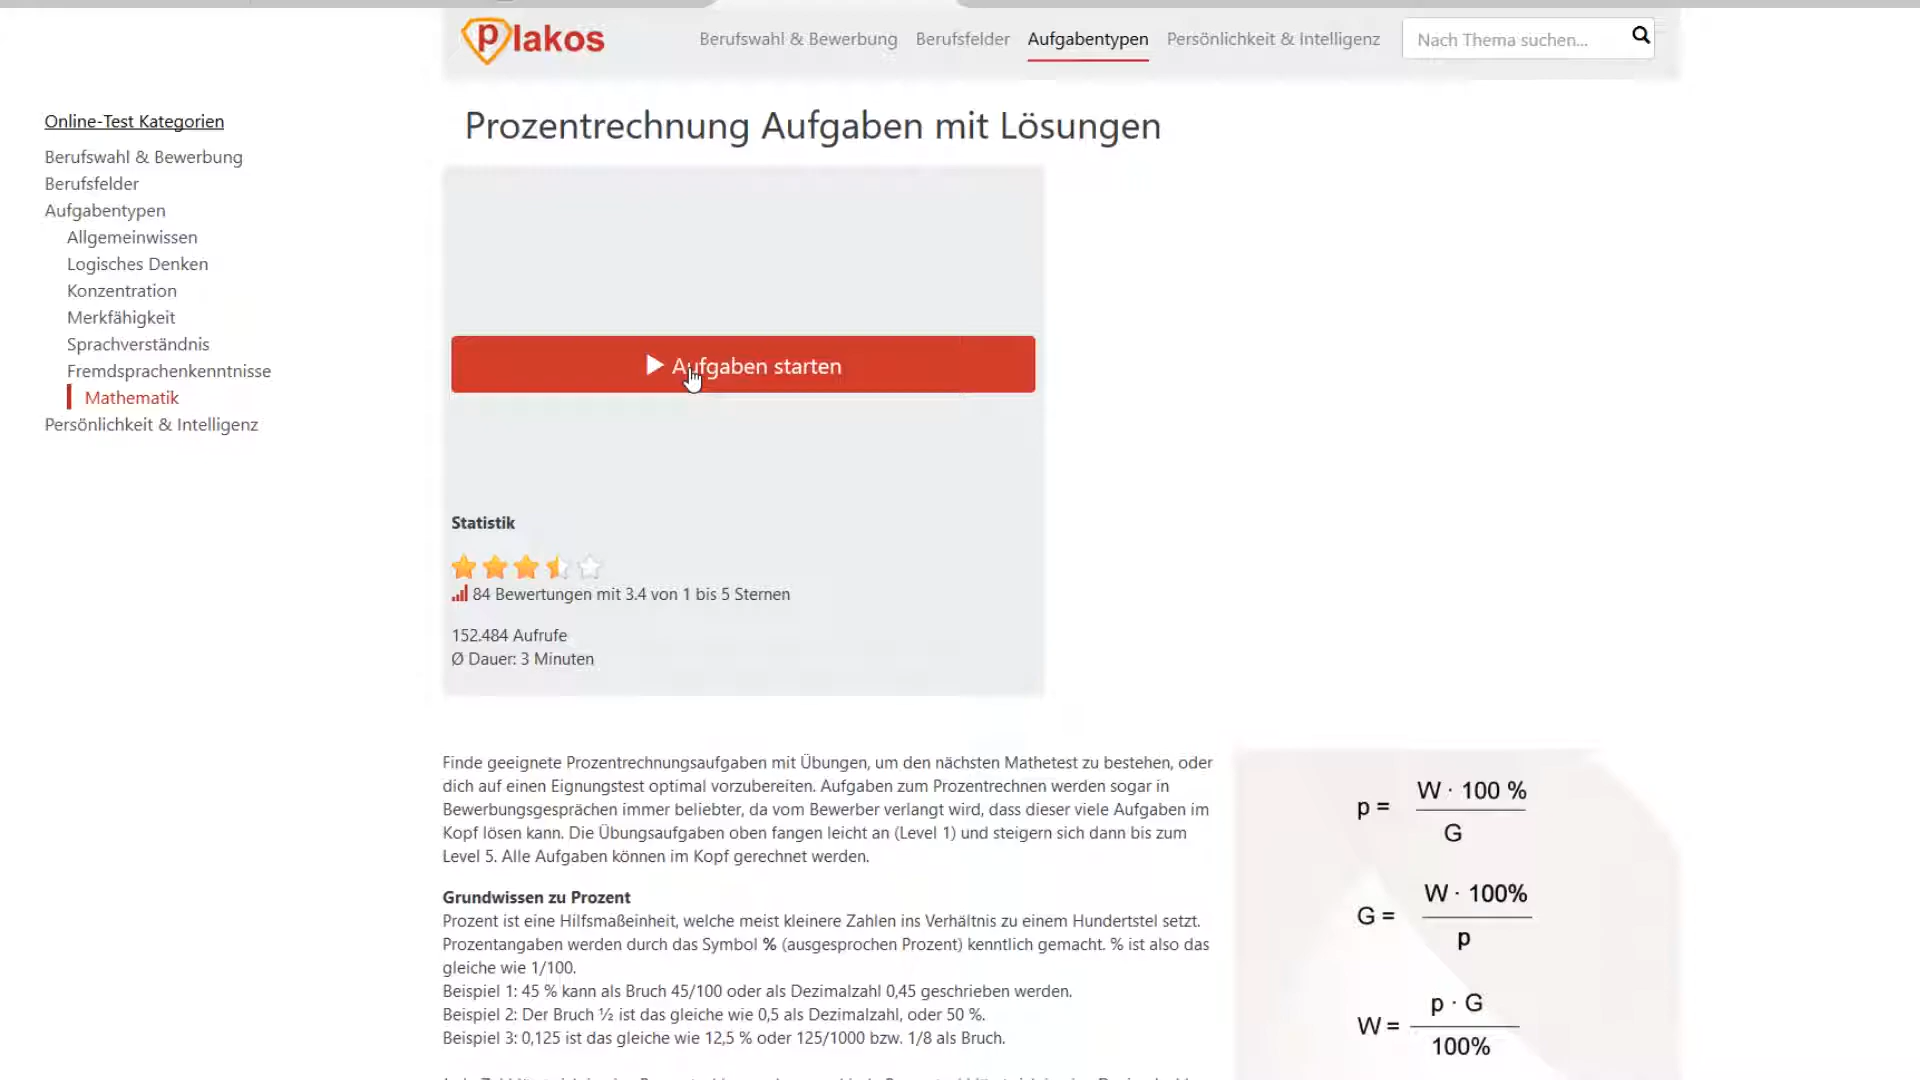 plakos
Berufswahl & Bewerbung Berufsfelder Aufgabentypen Persönlichkeit & Intelligenz Nach Thema suchen...
Online-Test Kategorien
Berufswahl & Bewerbung
Berufsfelder
Aufgabentypen
Allgemeinwissen
Logisches Denken
Konzentration
Merkfähigkeit
Sprachverständnis
Fremdsprachenkenntnisse
Mathematik
Persönlichkeit & Intelligenz
Prozentrechnung Aufgaben mit Lösungen
Aufgaben starten
Statistik
84 Bewertungen mit 3.4 von 1 bis 5 Sternen
152.484 Aufrufe
Ø Dauer: 3 Minuten
Finde geeignete Prozentrechnungsaufgaben mit Übungen, um den nächsten Mathetest zu bestehen, oder
dich auf einen Eignungstest optimal vorzubereiten. Aufgaben zum Prozentrechnen werden sogar in
Bewerbungsgesprächen immer beliebter, da vom Bewerber verlangt wird, dass dieser viele Aufgaben im
Kopf lösen kann. Die Übungsaufgaben oben fangen leicht an (Level 1) und steigern sich dann bis zum
Level 5. Alle Aufgaben können im Kopf gerechnet werden.
Grundwissen zu Prozent
Prozent ist eine Hilfsmaßeinheit, welche meist kleinere Zahlen ins Verhältnis zu einem Hundertstel setzt.
Prozentangaben werden durch das Symbol % (ausgesprochen Prozent) kenntlich gemacht. % ist also das
gleiche wie 1/100.
Beispiel 1: 45 % kann als Bruch 45/100 oder als Dezimalzahl 0,45 geschrieben werden.
Beispiel 2: Der Bruch ½ ist das gleiche wie 0,5 als Dezimalzahl, oder 50 %.
Beispiel 3: 0,125 ist das gleiche wie 12,5 % oder 125/1000 bzw. 1/8 als Bruch.
W · 100 %
p =
G
W · 100%
G =
p
p · G
W =
100%